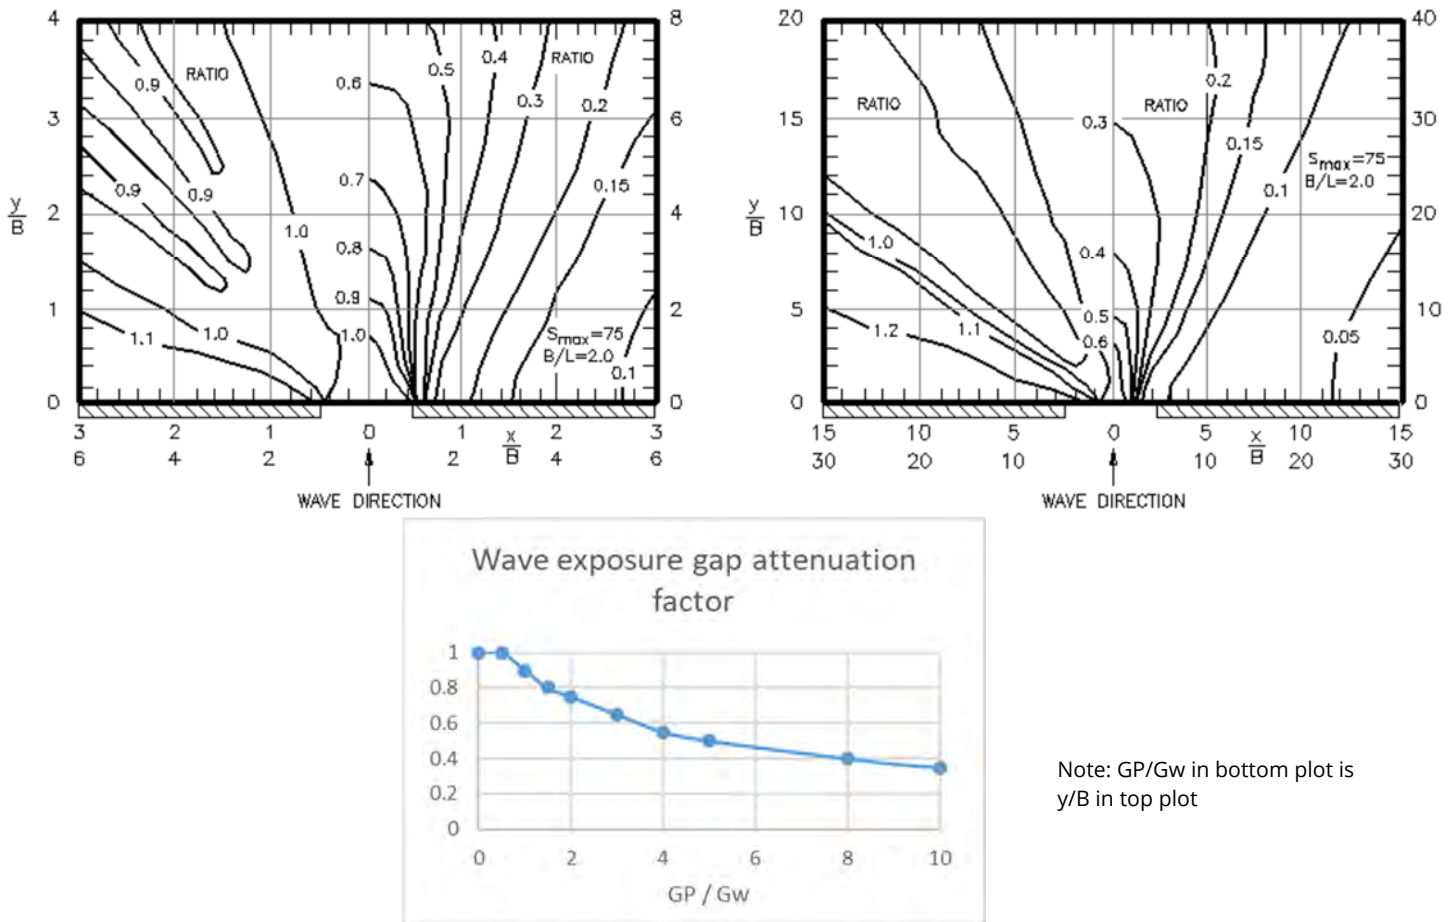 4
3
2
1
0
y
B
8
6
4
2
0
RATIO
RATIO
0.9
0.9
0.9
1.0
1.0
1.1
0.6
0.7
0.8
0.9
1.0
0.5
0.4
0.3
0.2
0.15
0.1
Smax=75
B/L=2.0
3 2 1 0 1 x/B 2 3
6 4 2 2 4 6
WAVE DIRECTION
20
15
10
5
0
y
B
40
30
20
10
0
RATIO
RATIO
1.0
1.1
1.2
0.3
0.4
0.5
0.6
0.2
0.15
0.1
0.05
Smax=75
B/L=2.0
15 10 5 0 5 x/B 10 15
30 20 10 10 20 30
WAVE DIRECTION
Wave exposure gap attenuation
factor
1
0.8
0.6
0.4
0.2
0
0 2 4 6 8 10
GP / Gw
Note: GP/Gw in bottom plot is
y/B in top plot